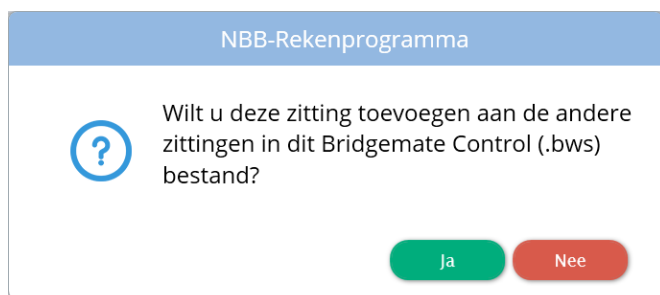 NBB-Rekenprogramma
Wilt u deze zitting toevoegen aan de andere
zittingen in dit Bridgemate Control (.bws)
bestand?
Ja Nee